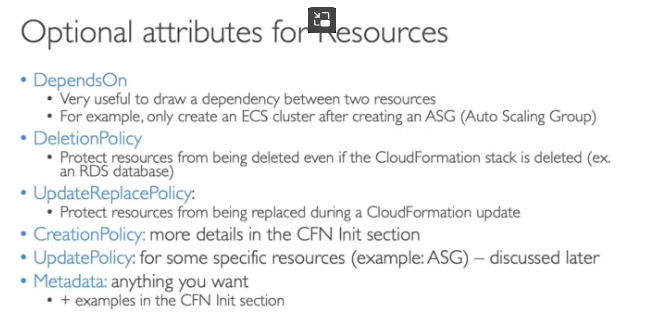 Optional attributes for Resources
• DependsOn
• Very useful to draw a dependency between two resources
• For example, only create an ECS cluster after creating an ASG (Auto Scaling Group)
• DeletionPolicy
• Protect resources from being deleted even if the CloudFormation stack is deleted (ex.
an RDS database)
• UpdateReplacePolicy:
• Protect resources from being replaced during a CloudFormation update
• CreationPolicy: more details in the CFN Init section
• UpdatePolicy: for some specific resources (example: ASG) – discussed later
• Metadata: anything you want
• + examples in the CFN Init section